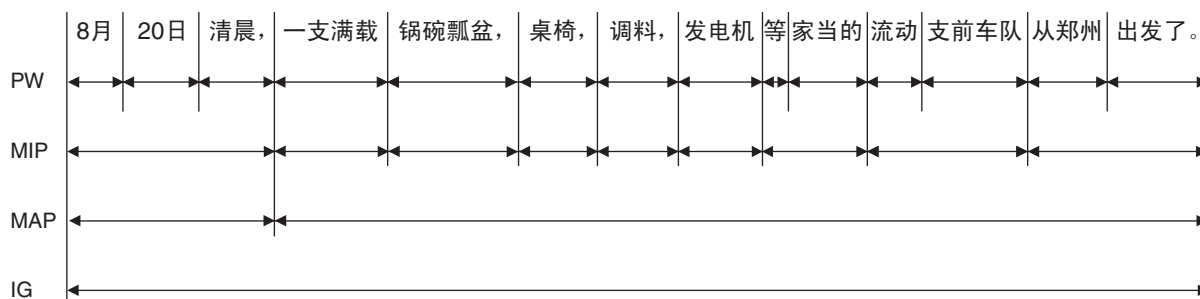 8月 20日 清晨, 一支满载 锅碗瓢盆, 桌椅, 调料, 发电机 等 家当的 流动 支前车队 从郑州 出发了。
PW
MIP
MAP
IG